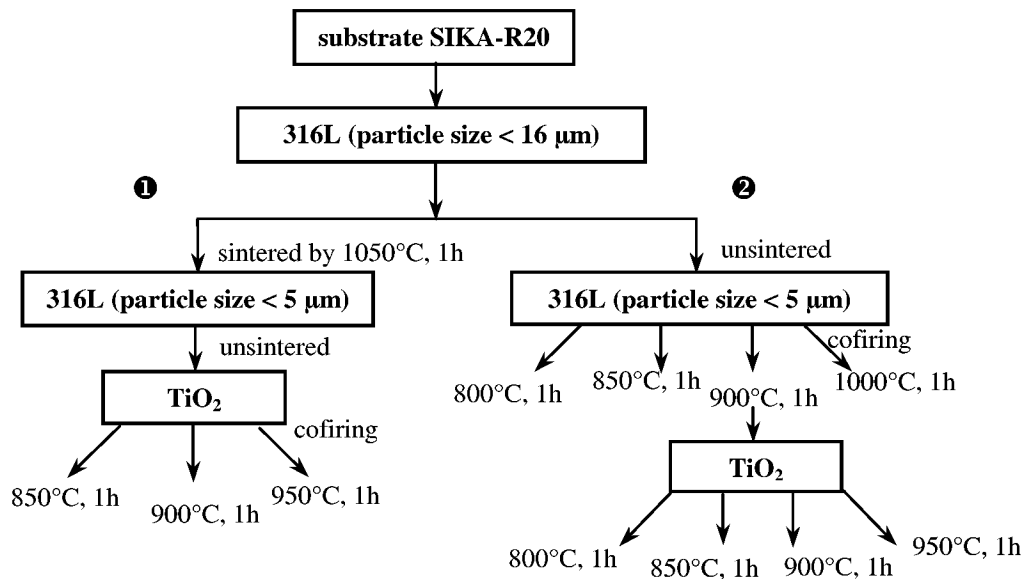 substrate SIKA-R20
316L (particle size < 16 µm)
❶
❷
sintered by 1050°C, 1h
unsintered
316L (particle size < 5 µm)
316L (particle size < 5 µm)
unsintered
cofiring
TiO₂
800°C, 1h
850°C, 1h
900°C, 1h
1000°C, 1h
cofiring
TiO₂
850°C, 1h
900°C, 1h
950°C, 1h
800°C, 1h
850°C, 1h
900°C, 1h
950°C, 1h